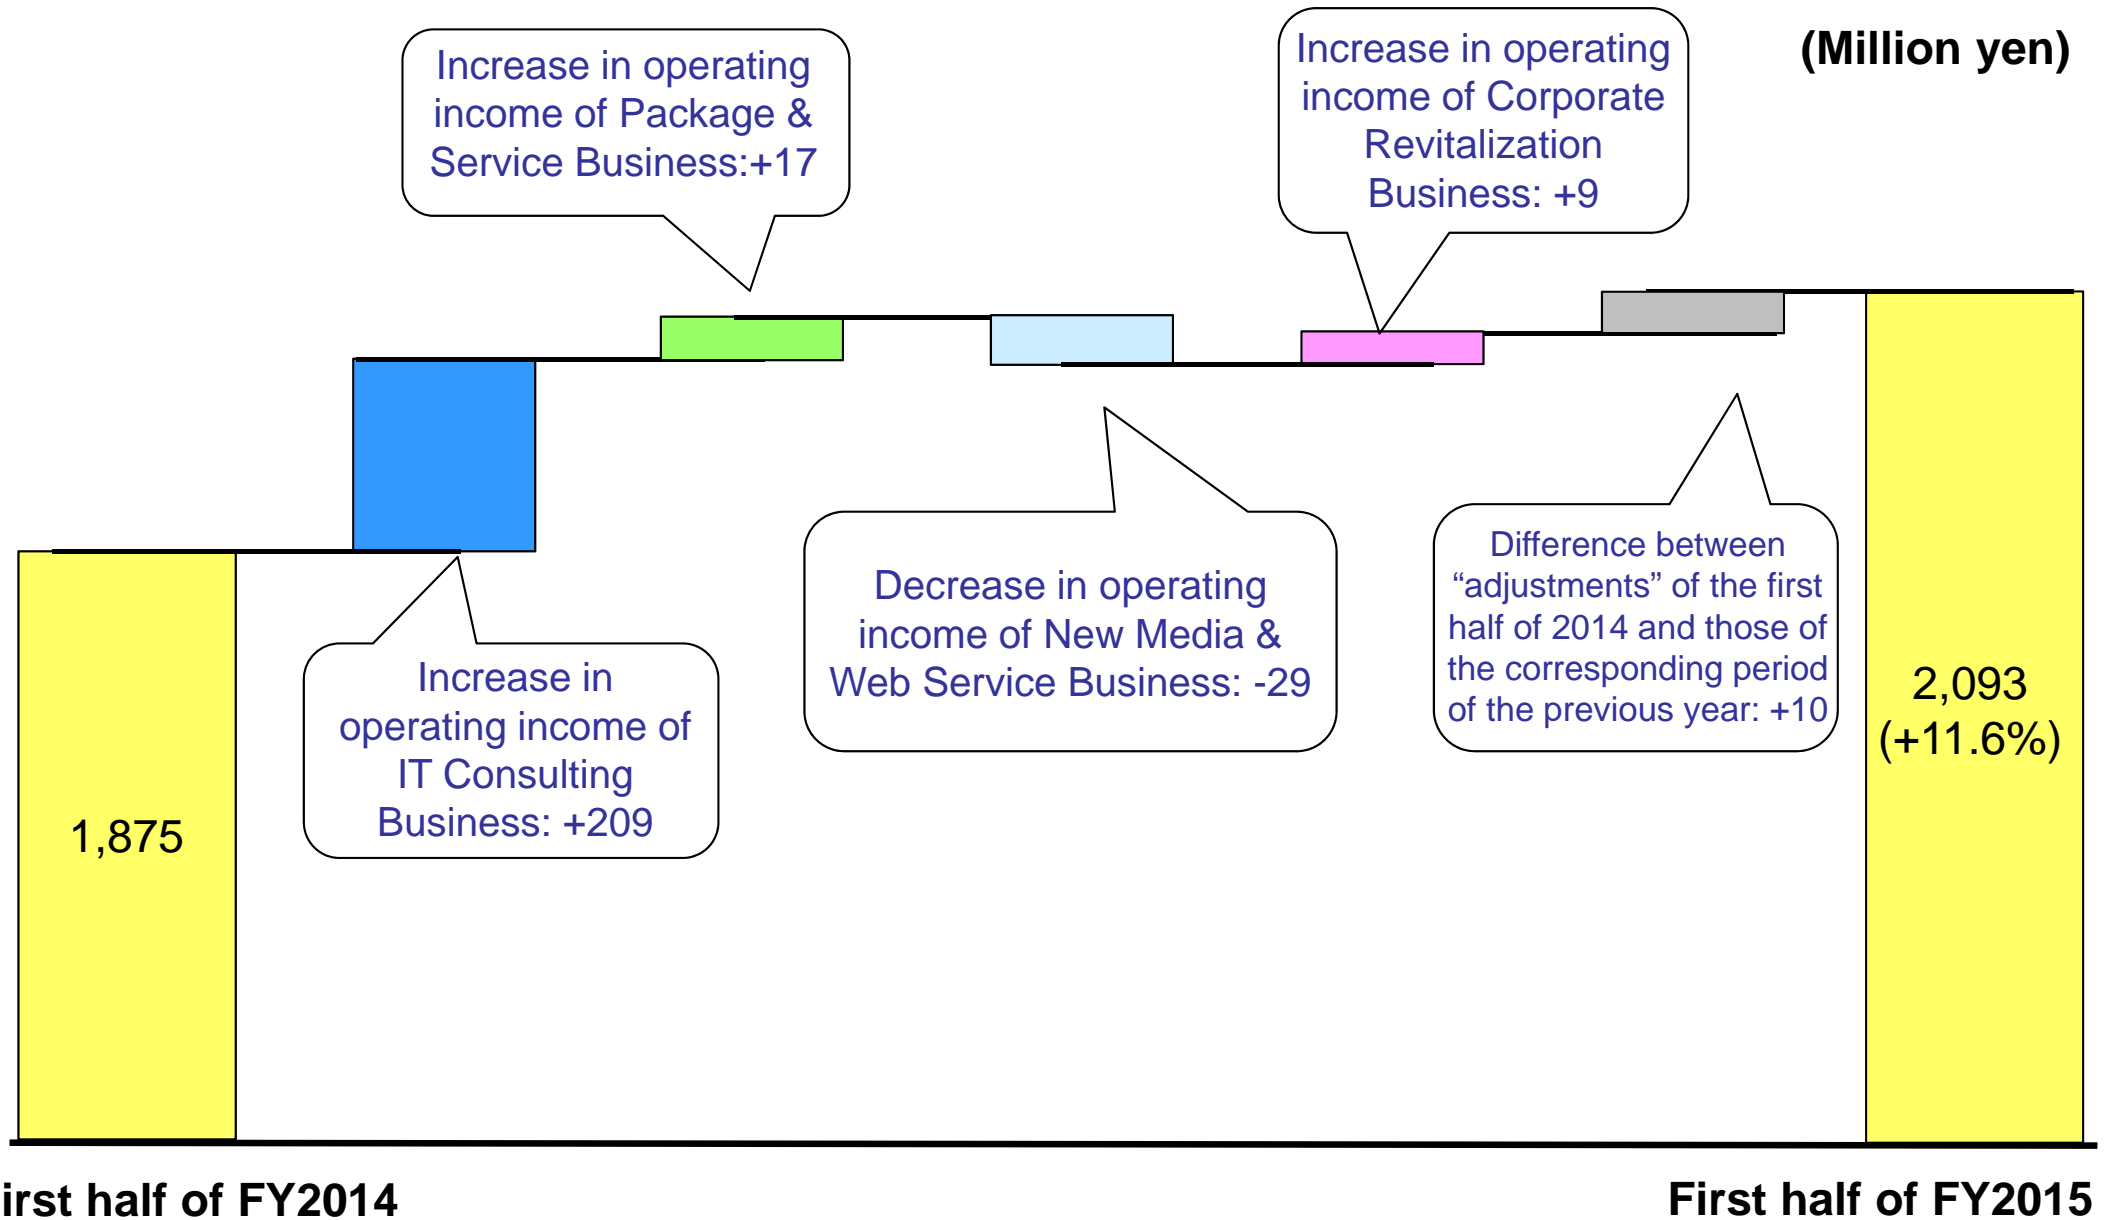 (Million yen)
Increase in operating
income of Package &
Service Business:+17
Increase in operating
income of Corporate
Revitalization
Business: +9
Increase in
operating income of
IT Consulting
Business: +209
Decrease in operating
income of New Media &
Web Service Business: -29
Difference between
“adjustments” of the first
half of 2014 and those of
the corresponding period
of the previous year: +10
1,875
2,093
(+11.6%)
irst half of FY2014
First half of FY2015